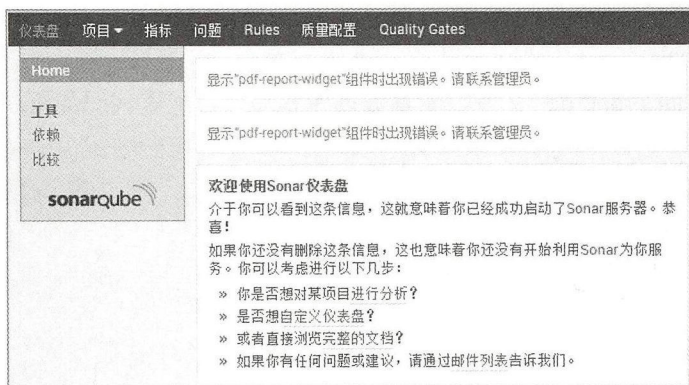 仪表盘 项目 指标 问题 Rules 质量配置 Quality Gates
Home
工具
依赖
比较
sonarqube
显示"pdf-report-widget"组件时出现错误。请联系管理员。
显示"pdf-report-widget"组件时出现错误。请联系管理员。
欢迎使用Sonar仪表盘
介于你可以看到这条信息，这就意味着你已经成功启动了Sonar服务器。恭
喜！
如果你还没有删除这条信息，这也意味着你还没有开始利用Sonar为你服
务。你可以考虑进行以下几步：
» 你是否想对某项目进行分析？
» 是否想自定义仪表盘？
» 或者直接浏览完整的文档？
» 如果你有任何问题或建议，请通过邮件列表告诉我们。